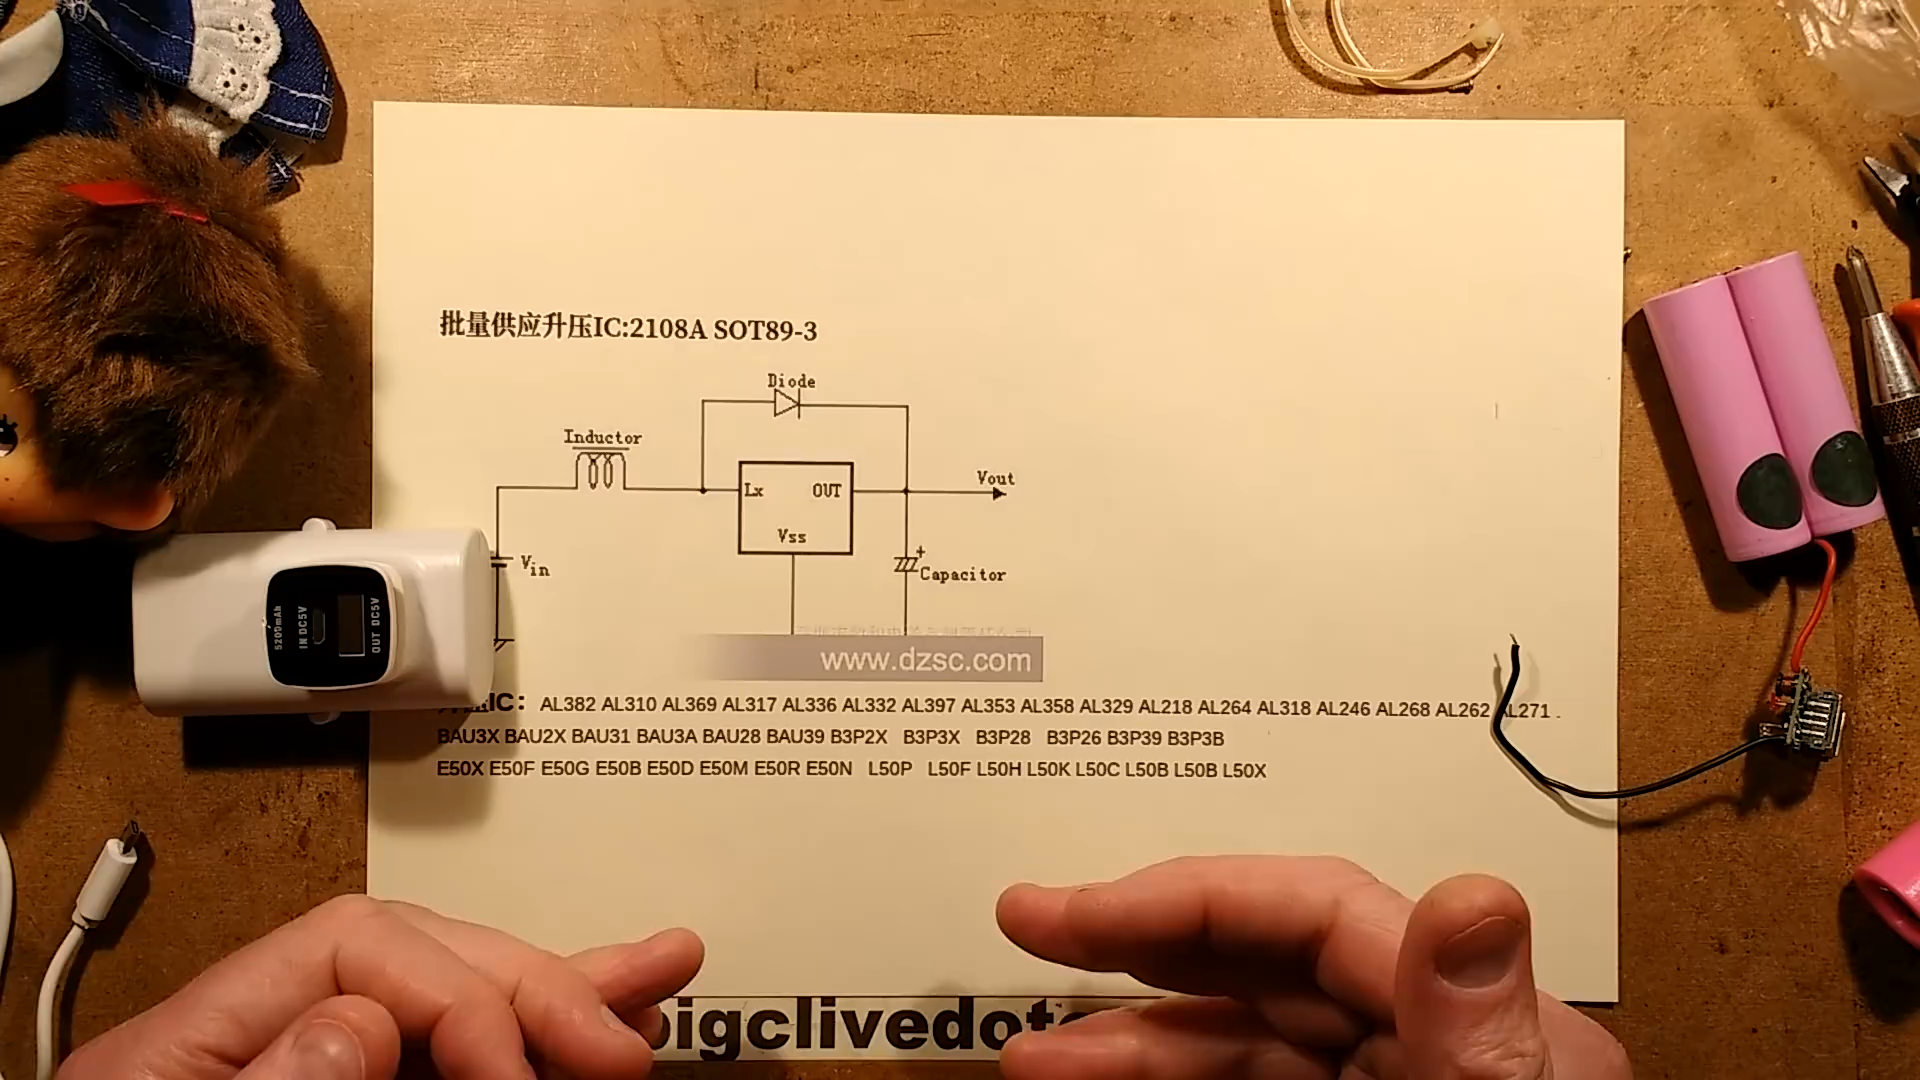 批量供应升压IC:2108A SOT89-3
Diode
Inductor
Lx OUT
Vss
Vout
Vin
+
Capacitor
www.dzsc.com
5200mAh
IN DC5V
OUT DC5V
IC: AL382 AL310 AL369 AL317 AL336 AL332 AL397 AL353 AL358 AL329 AL218 AL264 AL318 AL246 AL268 AL262 AL271 .
BAU3X BAU2X BAU31 BAU3A BAU28 BAU39 B3P2X B3P3X B3P28 B3P26 B3P39 B3P3B
E50X E50F E50G E50B E50D E50M E50R E50N L50P L50F L50H L50K L50C L50B L50B L50X
bigclivedot